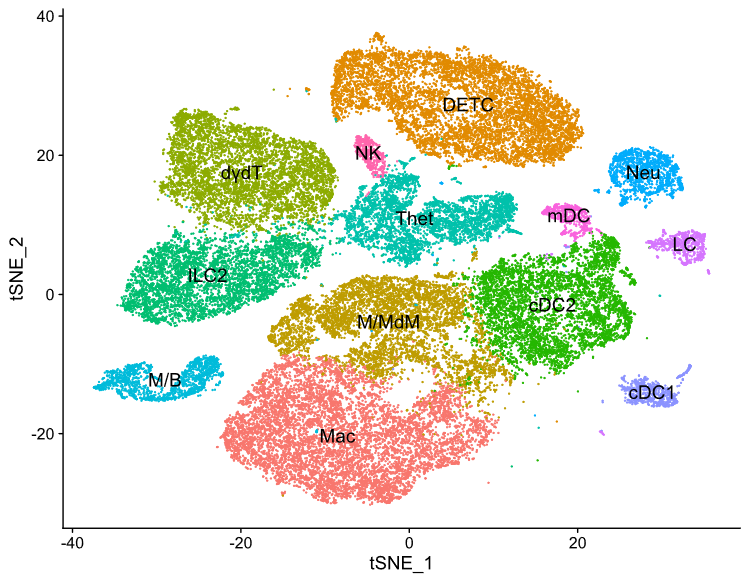 40
DETC
NK
20
dγdT
Neu
mDC
Thet
LC
ILC2
tSNE_2
0
cDC2
M/MdM
M/B
cDC1
Mac
-20
-40
-20
0
20
tSNE_1